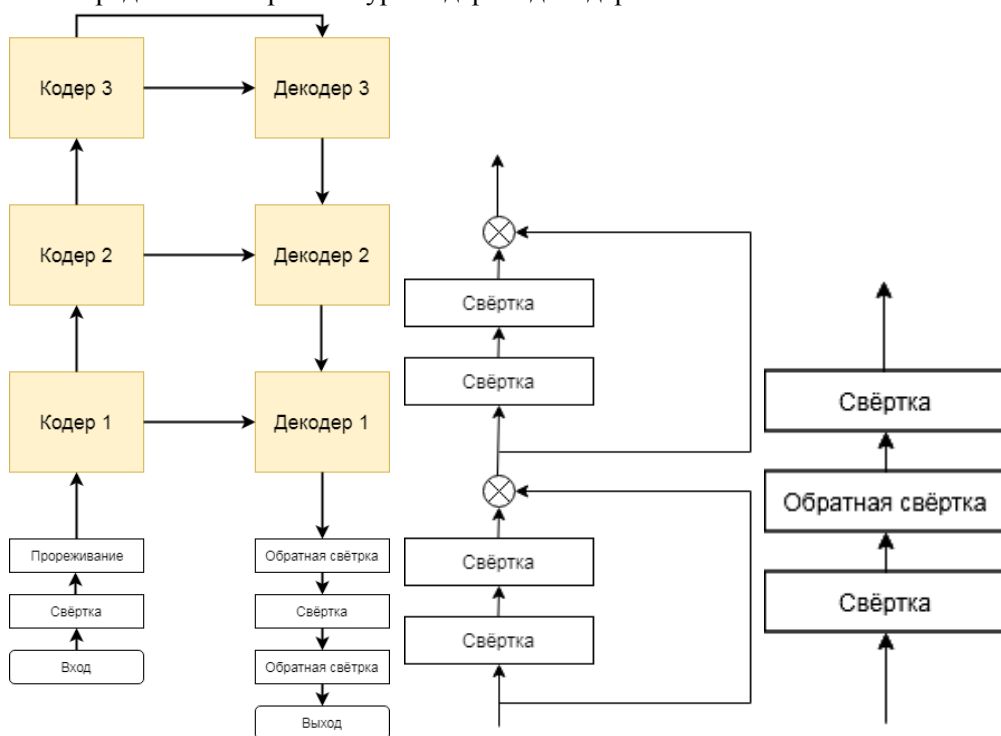 Кодер 3
Декодер 3
Кодер 2
Декодер 2
Кодер 1
Декодер 1
Прореживание
Свёртка
Вход
Обратная свётрка
Свёртка
Обратная свётрка
Выход
Свёртка
Свёртка
Свёртка
Свёртка
Свёртка
Обратная свёртка
Свёртка